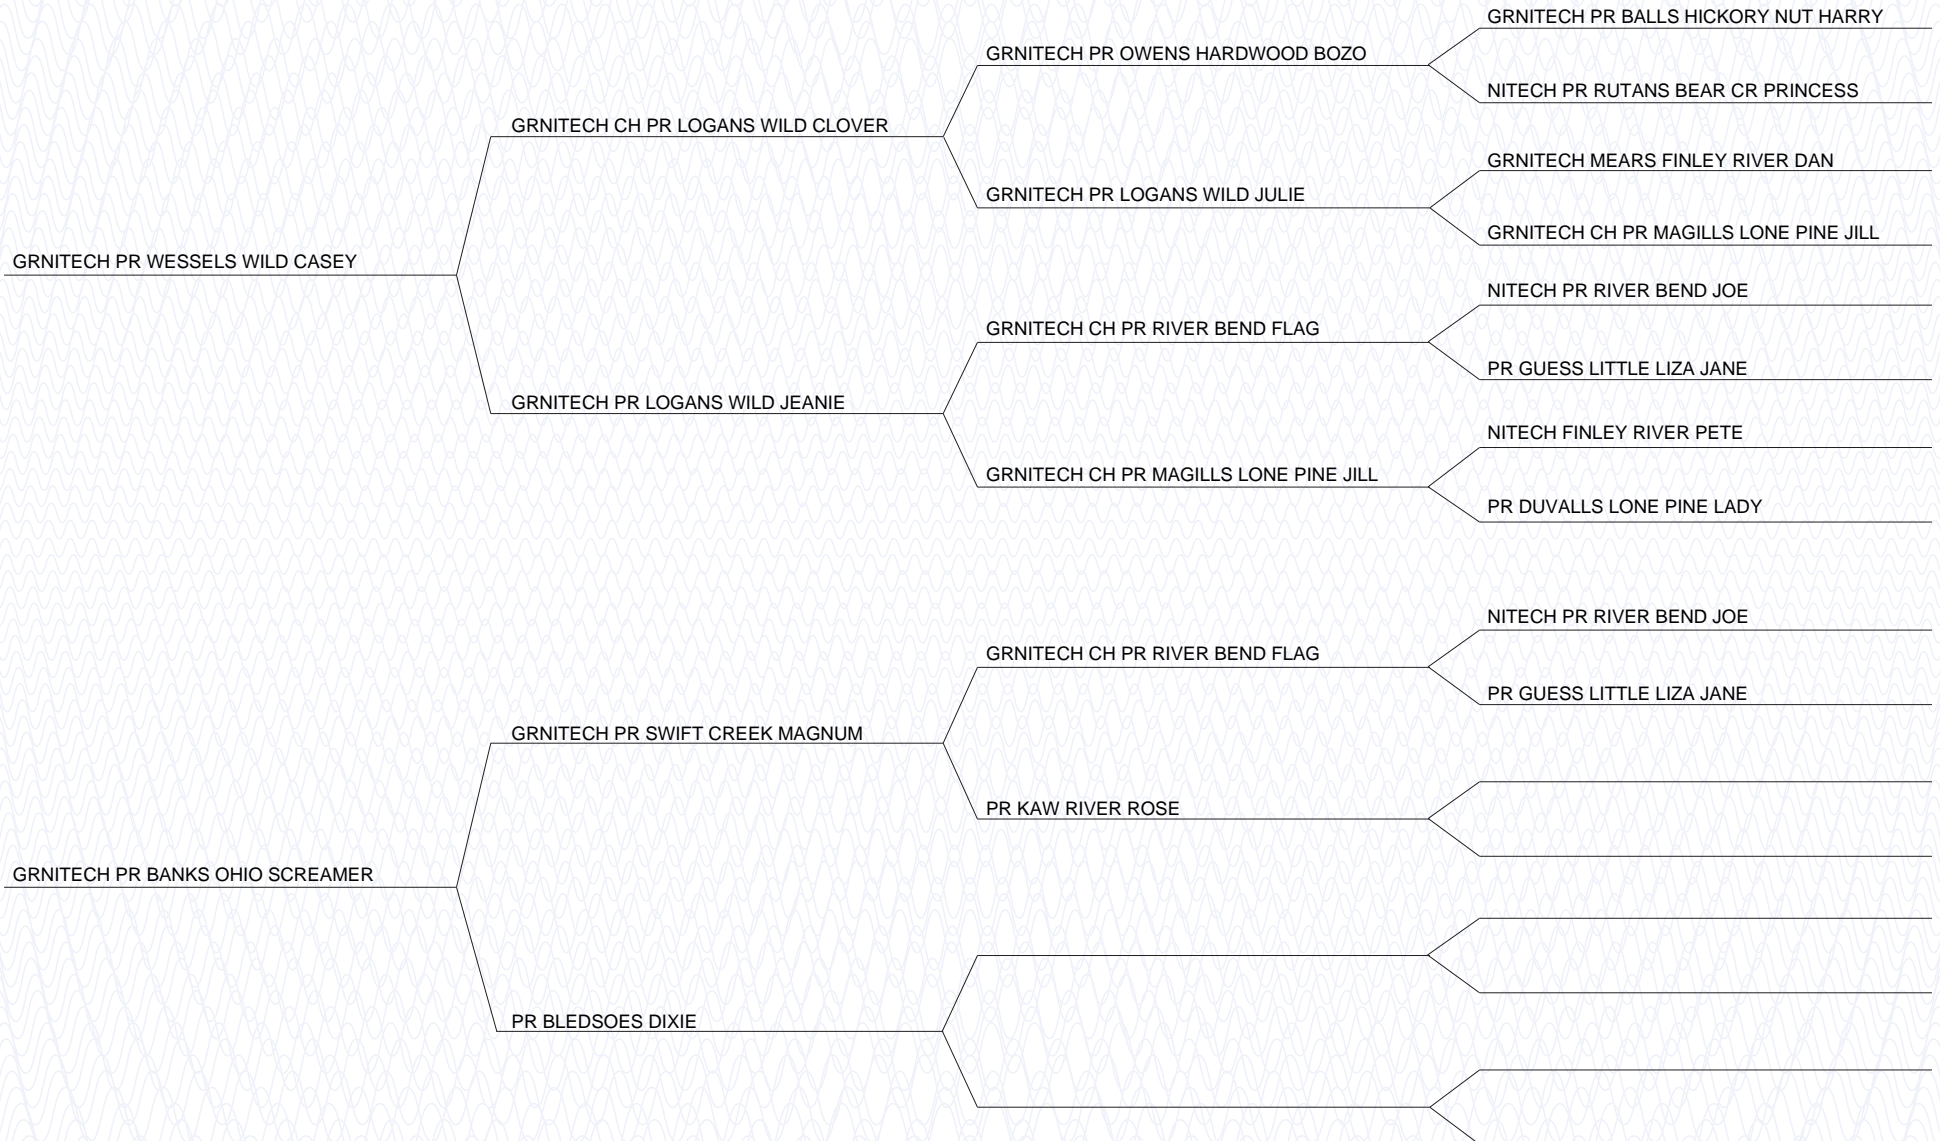 GRNITECH PR BALLS HICKORY NUT HARRY
GRNITECH PR OWENS HARDWOOD BOZO
NITECH PR RUTANS BEAR CR PRINCESS
GRNITECH CH PR LOGANS WILD CLOVER
GRNITECH MEARS FINLEY RIVER DAN
GRNITECH PR LOGANS WILD JULIE
GRNITECH CH PR MAGILLS LONE PINE JILL
GRNITECH PR WESSELS WILD CASEY
NITECH PR RIVER BEND JOE
GRNITECH CH PR RIVER BEND FLAG
PR GUESS LITTLE LIZA JANE
GRNITECH PR LOGANS WILD JEANIE
NITECH FINLEY RIVER PETE
GRNITECH CH PR MAGILLS LONE PINE JILL
PR DUVALLS LONE PINE LADY
NITECH PR RIVER BEND JOE
GRNITECH CH PR RIVER BEND FLAG
PR GUESS LITTLE LIZA JANE
GRNITECH PR SWIFT CREEK MAGNUM
PR KAW RIVER ROSE
GRNITECH PR BANKS OHIO SCREAMER
PR BLEDSOES DIXIE